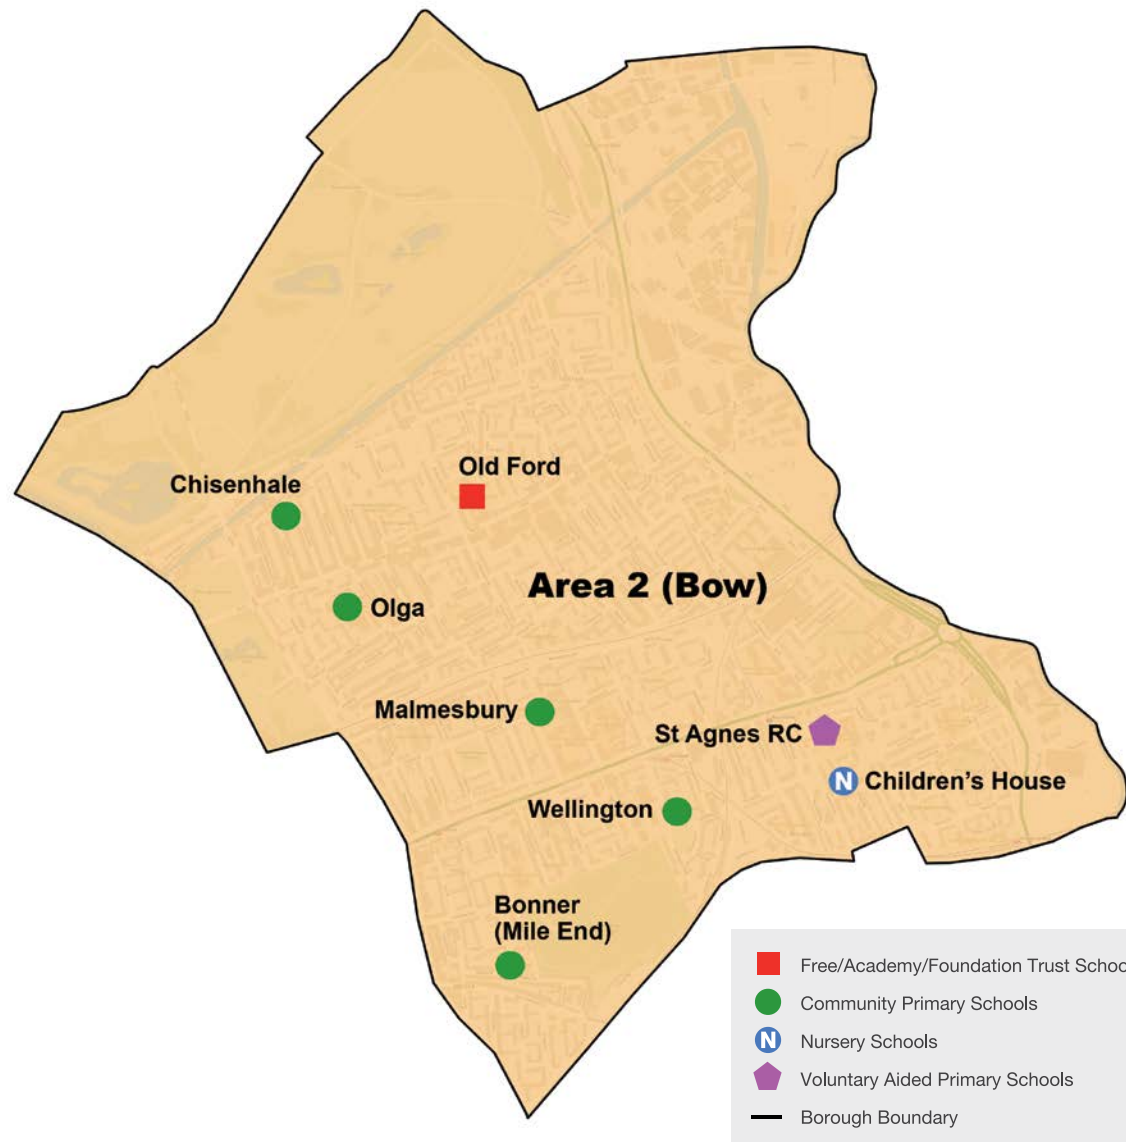 Old Ford
Chisenhale
Area 2 (Bow)
Olga
Malmesbury
St Agnes RC
N Children's House
Wellington
Bonner
(Mile End)
Free/Academy/Foundation Trust Schoo
Community Primary Schools
N Nursery Schools
Voluntary Aided Primary Schools
Borough Boundary